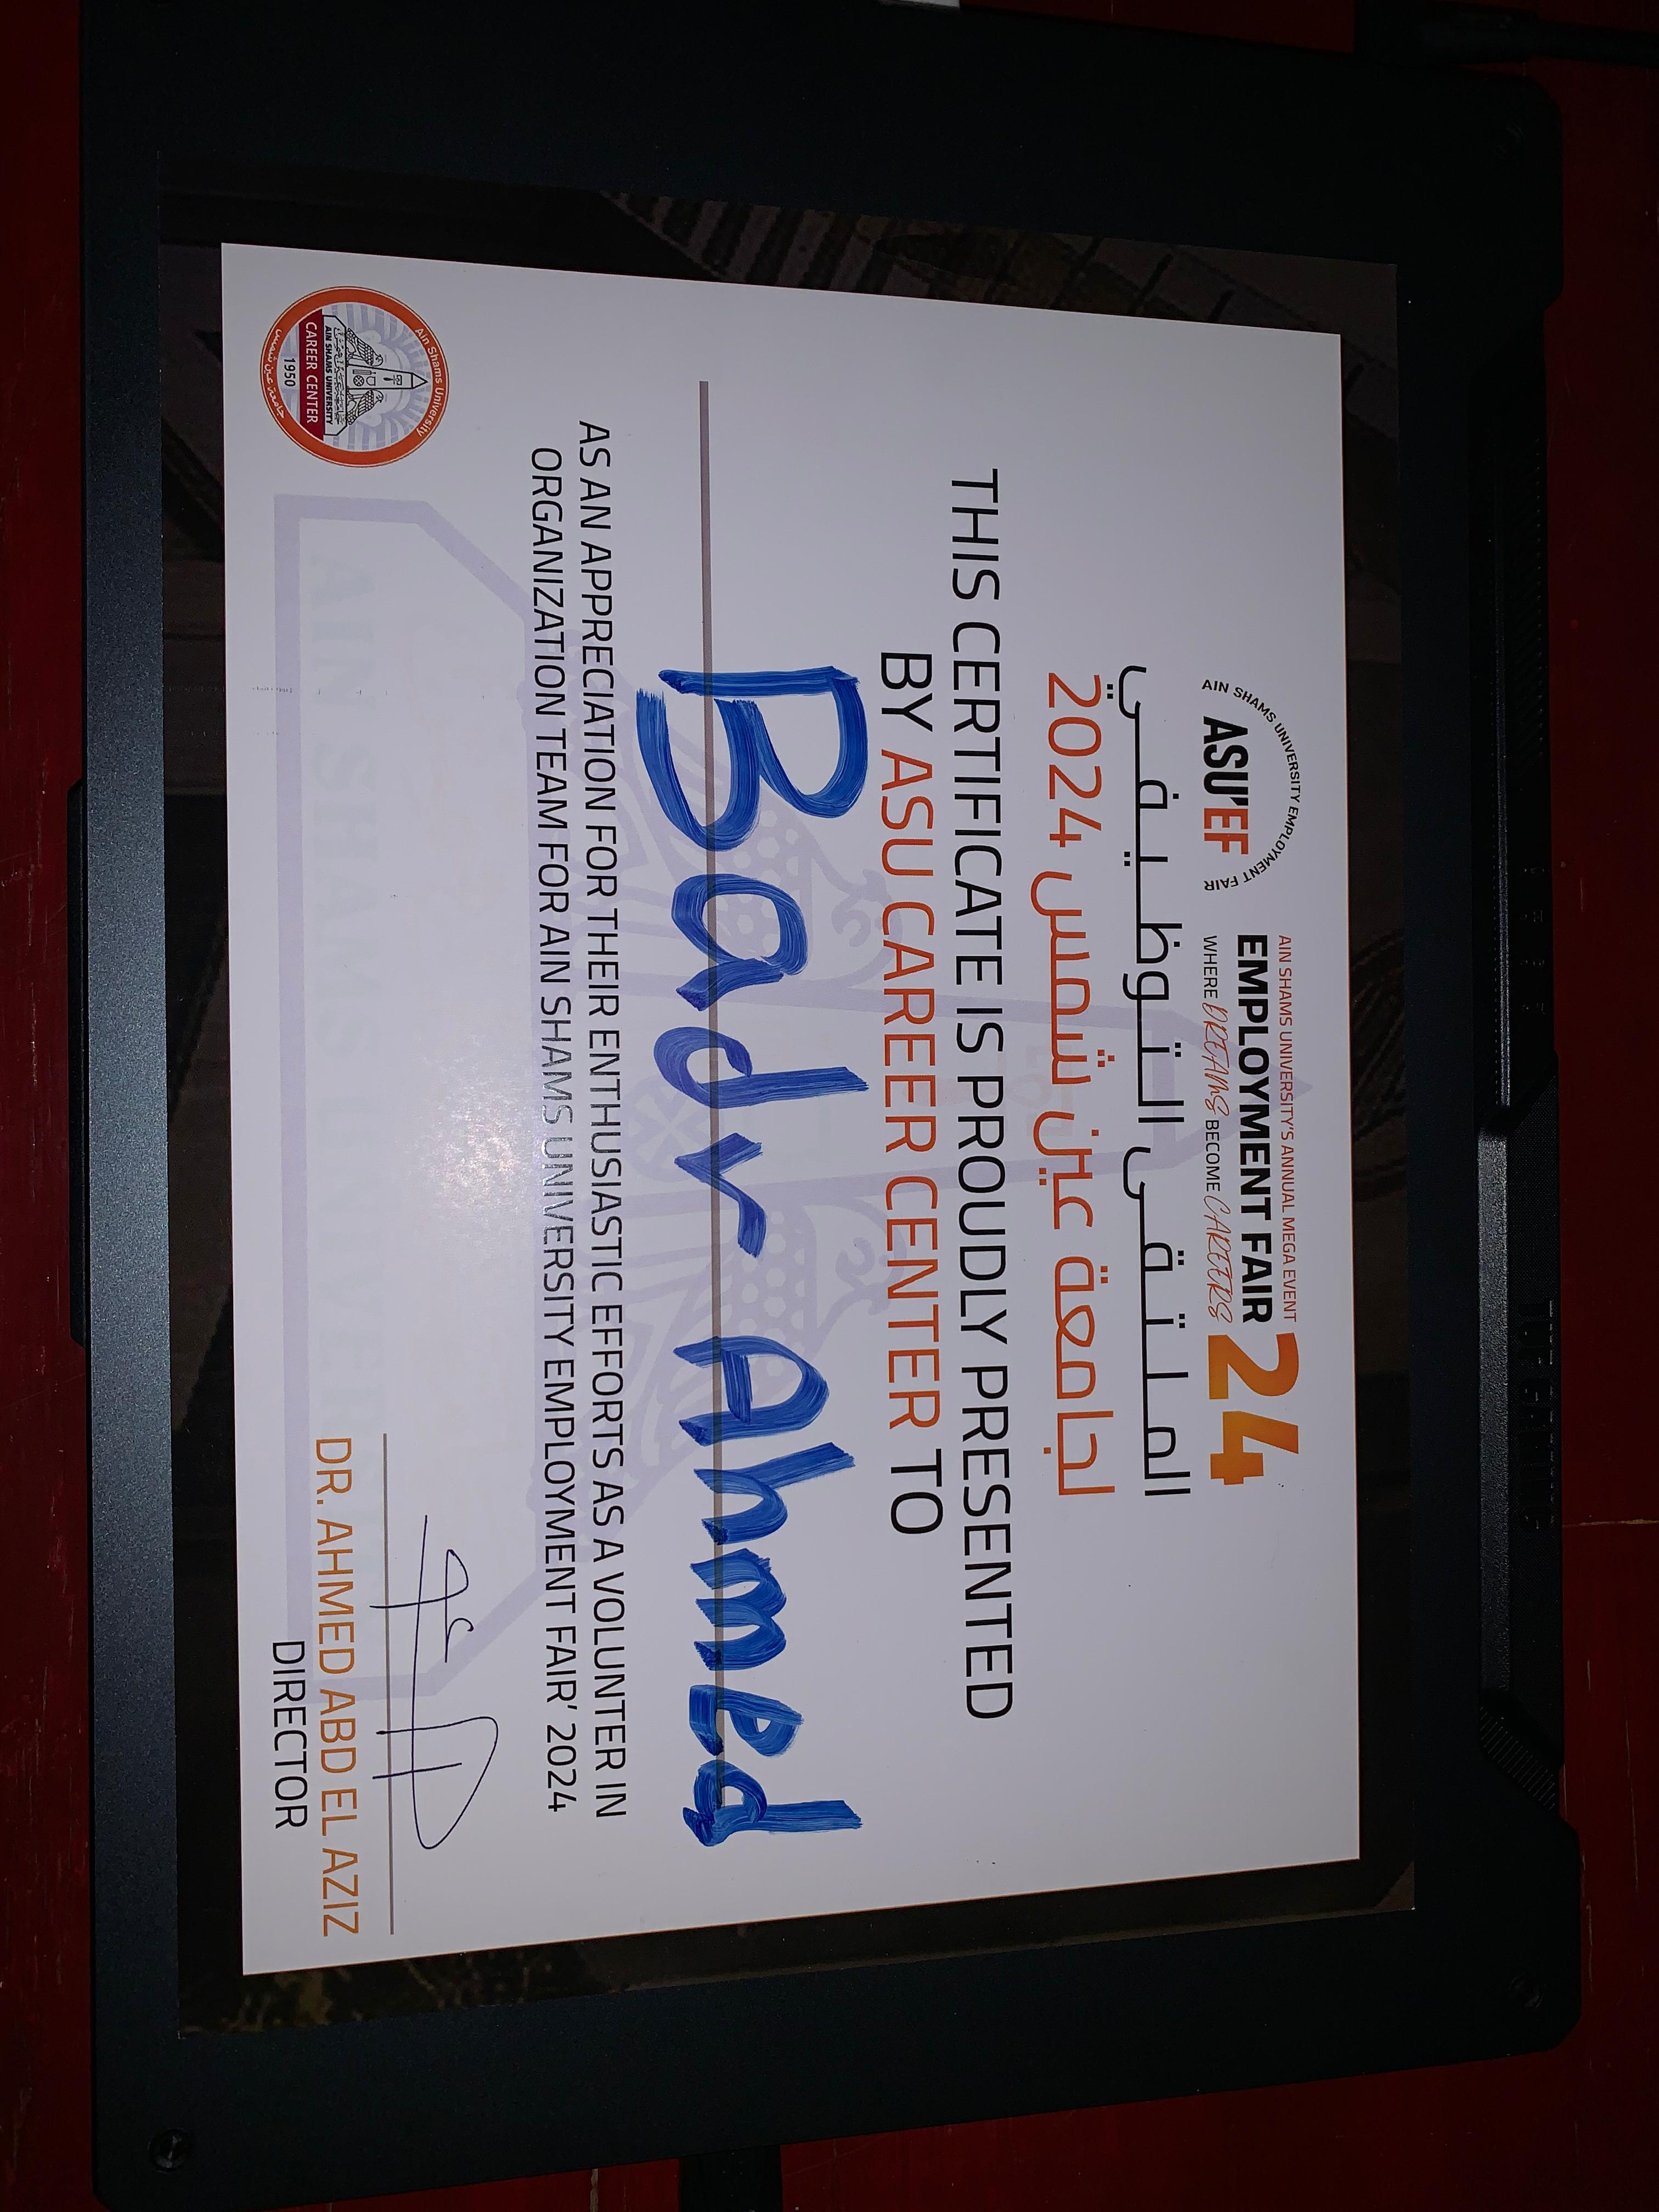 TUF GAMING
AIN SHAMS UNIVERSITY EMPLOYMENT FAIR
ASU'EF
AIN SHAMS UNIVERSITY'S ANNUAL MEGA EVENT
EMPLOYMENT FAIR 24
WHERE DREAMS BECOME CAREERS
الملتقى التوظيفي
لجامعة عين شمس 2024
THIS CERTIFICATE IS PROUDLY PRESENTED
BY ASU CAREER CENTER TO
Badr Ahmed
AS AN APPRECIATION FOR THEIR ENTHUSIASTIC EFFORTS AS A VOLUNTER IN
ORGANIZATION TEAM FOR AIN SHAMS UNIVERSITY EMPLOYMENT FAIR' 2024
Ain Shams University
AIN SHAMS UNIVERSITY
CAREER CENTER
1950
جامعة عين شمس
DR. AHMED ABD EL AZIZ
DIRECTOR